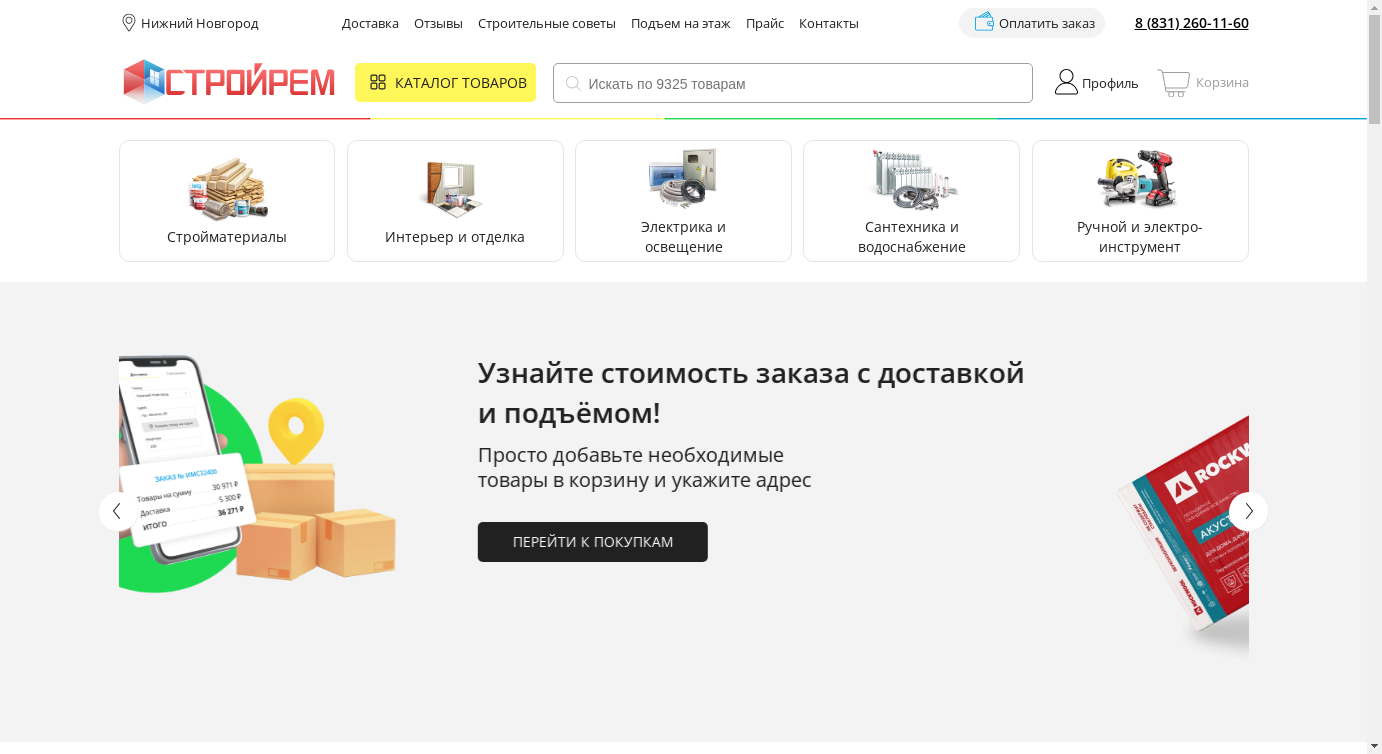 Нижний Новгород
Доставка Отзывы Строительные советы Подъем на этаж Прайс Контакты
Оплатить заказ
8 (831) 260-11-60
СТРОЙРЕМ
КАТАЛОГ ТОВАРОВ
Искать по 9325 товарам
Профиль
Корзина
Стройматериалы
Интерьер и отделка
Электрика и
освещение
Сантехника и
водоснабжение
Ручной и электро-
инструмент
Узнайте стоимость заказа с доставкой
и подъёмом!
Просто добавьте необходимые
товары в корзину и укажите адрес
ПЕРЕЙТИ К ПОКУПКАМ
ЗАКАЗ № ИМС32400
Товары на сумму 30 971 ₽
Доставка 5 300 ₽
ИТОГО 36 271 ₽
ROCKW
АКУСТ